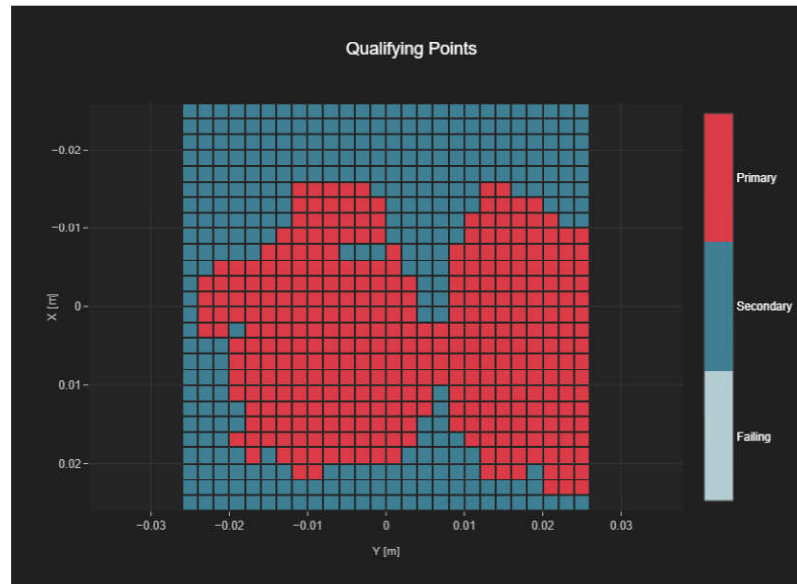 Qualifying Points
−0.02
−0.01
0
0.01
0.02
X [m]
−0.03
−0.02
−0.01
0
0.01
0.02
0.03
Y [m]
Primary
Secondary
Failing